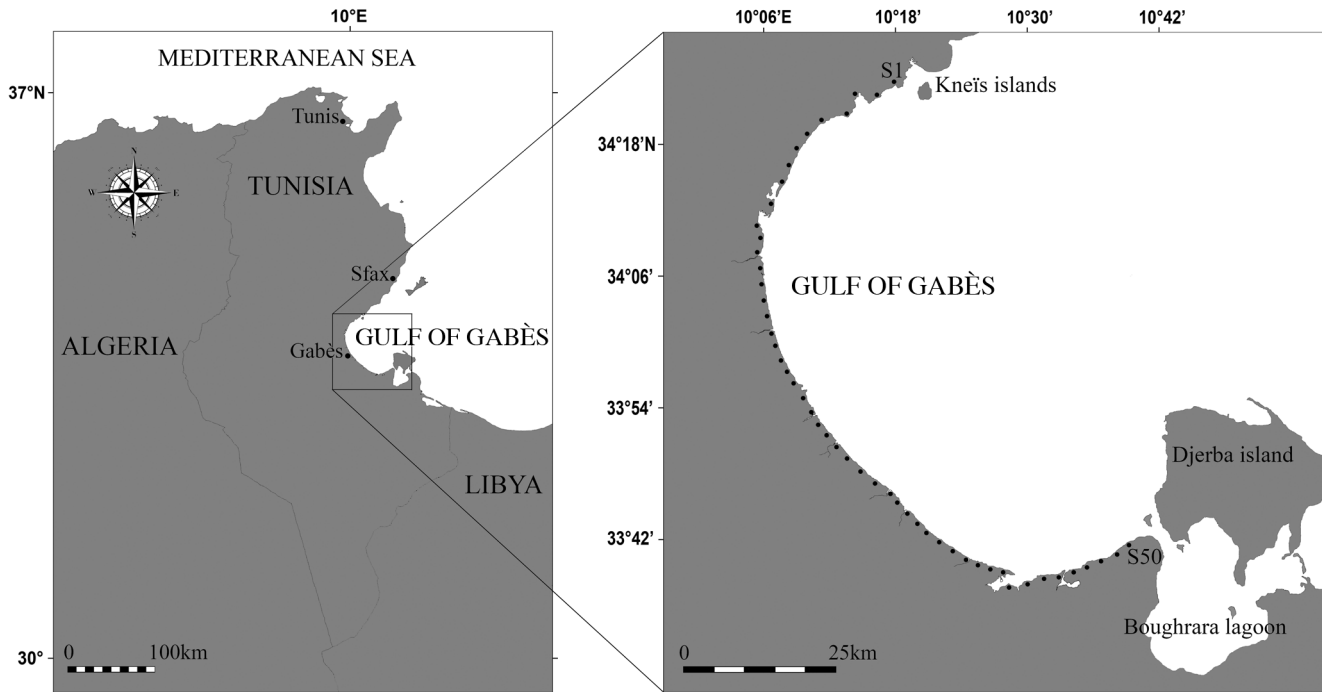 10°E
MEDITERRANEAN SEA
37°N
Tunis
N
W
E
S
TUNISIA
Sfax
GULF OF GABÈS
ALGERIA
Gabès
LIBYA
30°
0
100km
10°06'E
10°18'
10°30'
10°42'
S1
Kneïs islands
34°18'N
34°06'
GULF OF GABÈS
33°54'
Djerba island
33°42'
S50
Boughrara lagoon
0
25km